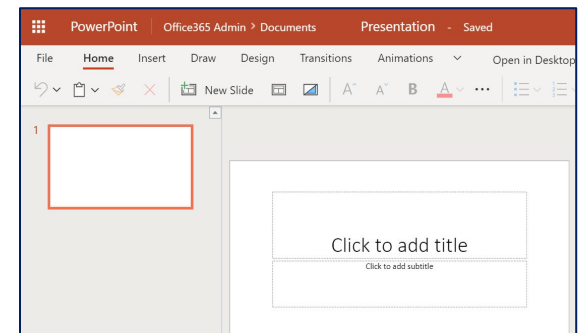 PowerPoint Office365 Admin > Documents Presentation - Saved
File Home Insert Draw Design Transitions Animations Open in Desktop
New Slide A A B A ...
1
Click to add title
Click to add subtitle